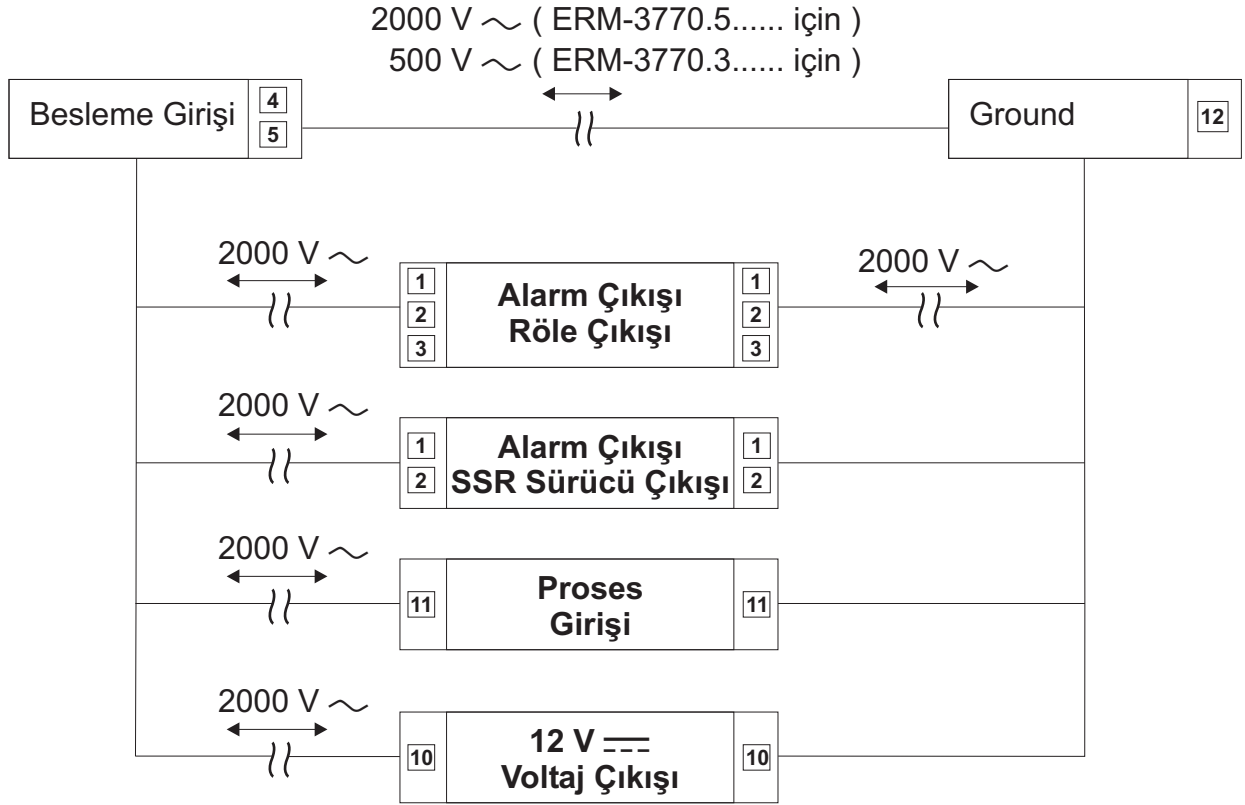 2000 V ∼ ( ERM-3770.5...... için )
500 V ∼ ( ERM-3770.3...... için )
Besleme Girişi 4 5
Ground 12
2000 V ∼
1 2 3
Alarm Çıkışı
Röle Çıkışı
1 2 3
2000 V ∼
2000 V ∼
1 2
Alarm Çıkışı
SSR Sürücü Çıkışı
1 2
2000 V ∼
11
Proses
Girişi
11
2000 V ∼
10
12 V ⎓
Voltaj Çıkışı
10